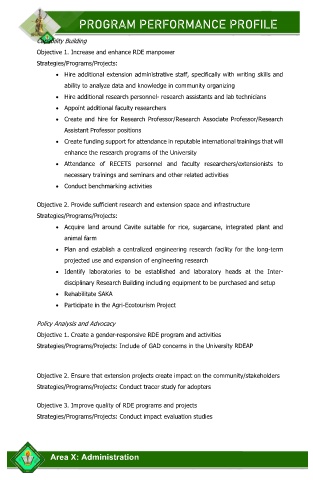 PROGRAM PERFORMANCE PROFILE
Capability Building
Objective 1. Increase and enhance RDE manpower
Strategies/Programs/Projects:
• Hire additional extension administrative staff, specifically with writing skills and
ability to analyze data and knowledge in community organizing
• Hire additional research personnel- research assistants and lab technicians
• Appoint additional faculty researchers
• Create and hire for Research Professor/Research Associate Professor/Research
Assistant Professor positions
• Create funding support for attendance in reputable international trainings that will
enhance the research programs of the University
• Attendance of RECETS personnel and faculty researchers/extensionists to
necessary trainings and seminars and other related activities
• Conduct benchmarking activities
Objective 2. Provide sufficient research and extension space and infrastructure
Strategies/Programs/Projects:
• Acquire land around Cavite suitable for rice, sugarcane, integrated plant and
animal farm
• Plan and establish a centralized engineering research facility for the long-term
projected use and expansion of engineering research
• Identify laboratories to be established and laboratory heads at the Inter-
disciplinary Research Building including equipment to be purchased and setup
• Rehabilitate SAKA
• Participate in the Agri-Ecotourism Project
Policy Analysis and Advocacy
Objective 1. Create a gender-responsive RDE program and activities
Strategies/Programs/Projects: Include of GAD concerns in the University RDEAP
Objective 2. Ensure that extension projects create impact on the community/stakeholders
Strategies/Programs/Projects: Conduct tracer study for adopters
Objective 3. Improve quality of RDE programs and projects
Strategies/Programs/Projects: Conduct impact evaluation studies
Area X: Administration